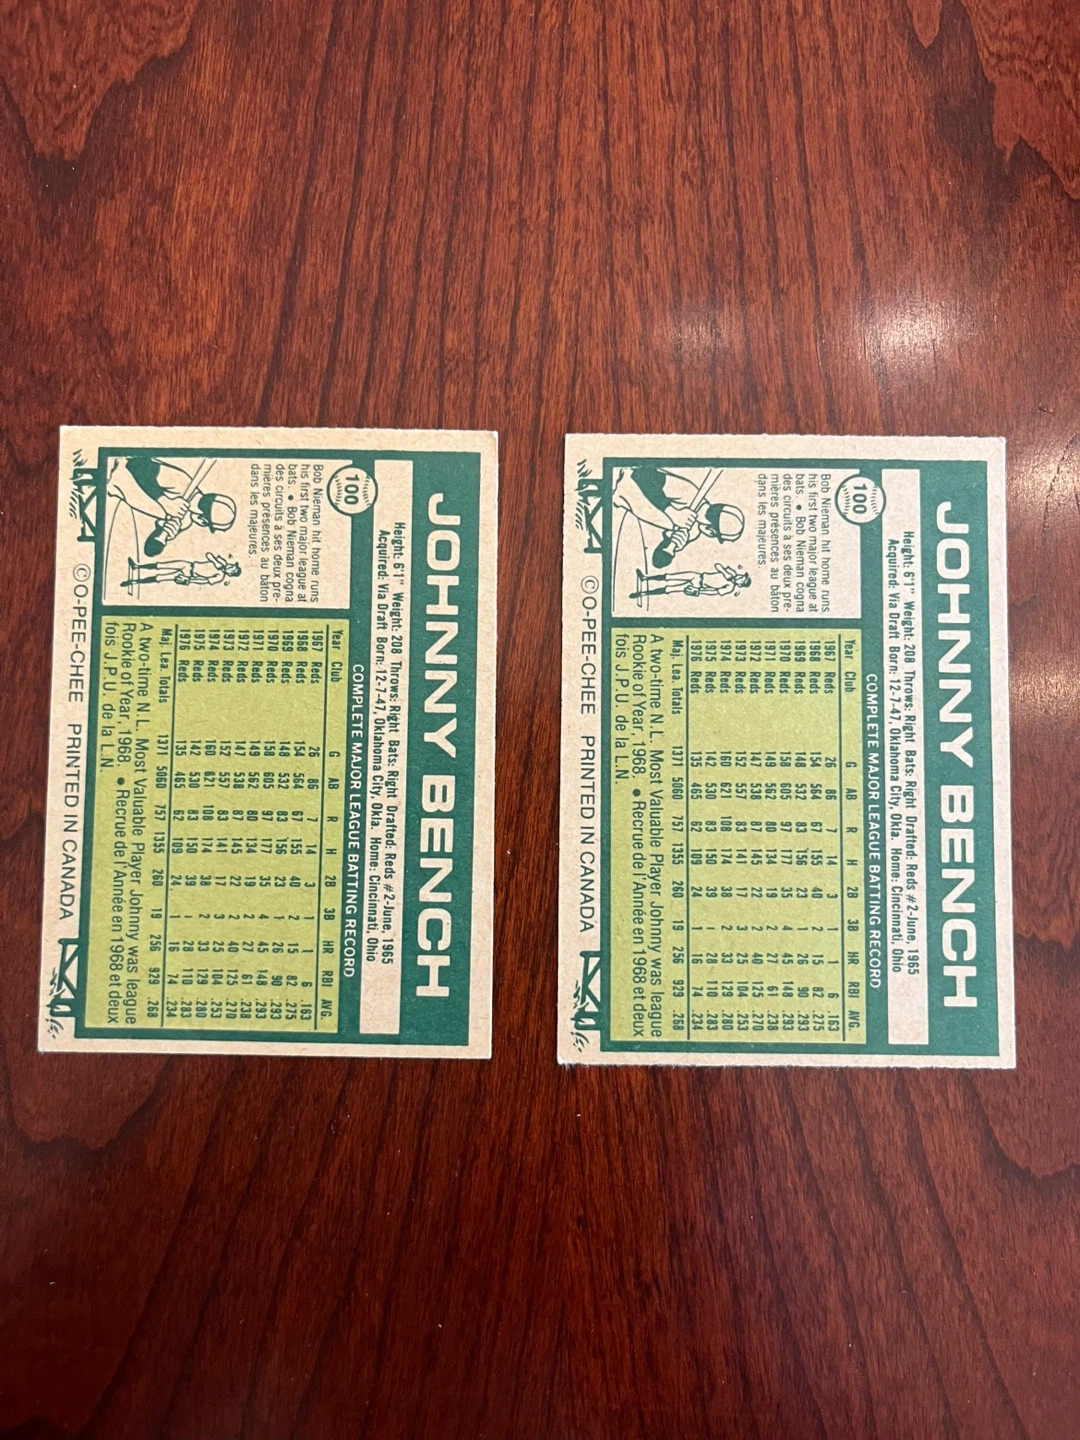 JOHNNY BENCH
Height: 6'1" Weight: 208 Throws: Right Bats: Right Drafted: Reds #2-June, 1965
Acquired: Via Draft Born: 12-7-47, Oklahoma City, Okla. Home: Cincinnati, Ohio
100
Bob Nieman hit home runs
his first two major league at
bats. • Bob Nieman cogna
des circuits à ses deux pre-
mières présences au bâton
dans les majeures.
COMPLETE MAJOR LEAGUE BATTING RECORD
Year Club G AB R H 2B 3B HR RBI AVG.
1967 Reds 26 86 7 14 3 1 1 6 .163
1968 Reds 154 564 67 155 40 2 15 82 .275
1969 Reds 148 532 83 156 23 1 26 90 .293
1970 Reds 158 605 97 177 35 4 45 148 .293
1971 Reds 149 562 80 134 19 2 27 61 .238
1972 Reds 147 538 87 145 22 2 40 125 .270
1973 Reds 152 557 83 141 17 3 25 104 .253
1974 Reds 160 621 108 174 38 2 33 129 .280
1975 Reds 142 530 83 150 39 1 28 110 .283
1976 Reds 135 465 62 109 24 1 16 74 .234
Maj. Lea. Totals 1371 5060 757 1355 260 19 256 929 .268
A two-time N.L. Most Valuable Player Johnny was league
Rookie of Year, 1968. • Recrue de l'Année en 1968 et deux
fois J.P.U. de la L.N.
©O-PEE-CHEE PRINTED IN CANADA
JOHNNY BENCH
Height: 6'1" Weight: 208 Throws: Right Bats: Right Drafted: Reds #2-June, 1965
Acquired: Via Draft Born: 12-7-47, Oklahoma City, Okla. Home: Cincinnati, Ohio
100
Bob Nieman hit home runs
his first two major league at
bats. • Bob Nieman cogna
des circuits à ses deux pre-
mières présences au bâton
dans les majeures.
COMPLETE MAJOR LEAGUE BATTING RECORD
Year Club G AB R H 2B 3B HR RBI AVG.
1967 Reds 26 86 7 14 3 1 1 6 .163
1968 Reds 154 564 67 155 40 2 15 82 .275
1969 Reds 148 532 83 156 23 1 26 90 .293
1970 Reds 158 605 97 177 35 4 45 148 .293
1971 Reds 149 562 80 134 19 2 27 61 .238
1972 Reds 147 538 87 145 22 2 40 125 .270
1973 Reds 152 557 83 141 17 3 25 104 .253
1974 Reds 160 621 108 174 38 2 33 129 .280
1975 Reds 142 530 83 150 39 1 28 110 .283
1976 Reds 135 465 62 109 24 1 16 74 .234
Maj. Lea. Totals 1371 5060 757 1355 260 19 256 929 .268
A two-time N.L. Most Valuable Player Johnny was league
Rookie of Year, 1968. • Recrue de l'Année en 1968 et deux
fois J.P.U. de la L.N.
©O-PEE-CHEE PRINTED IN CANADA